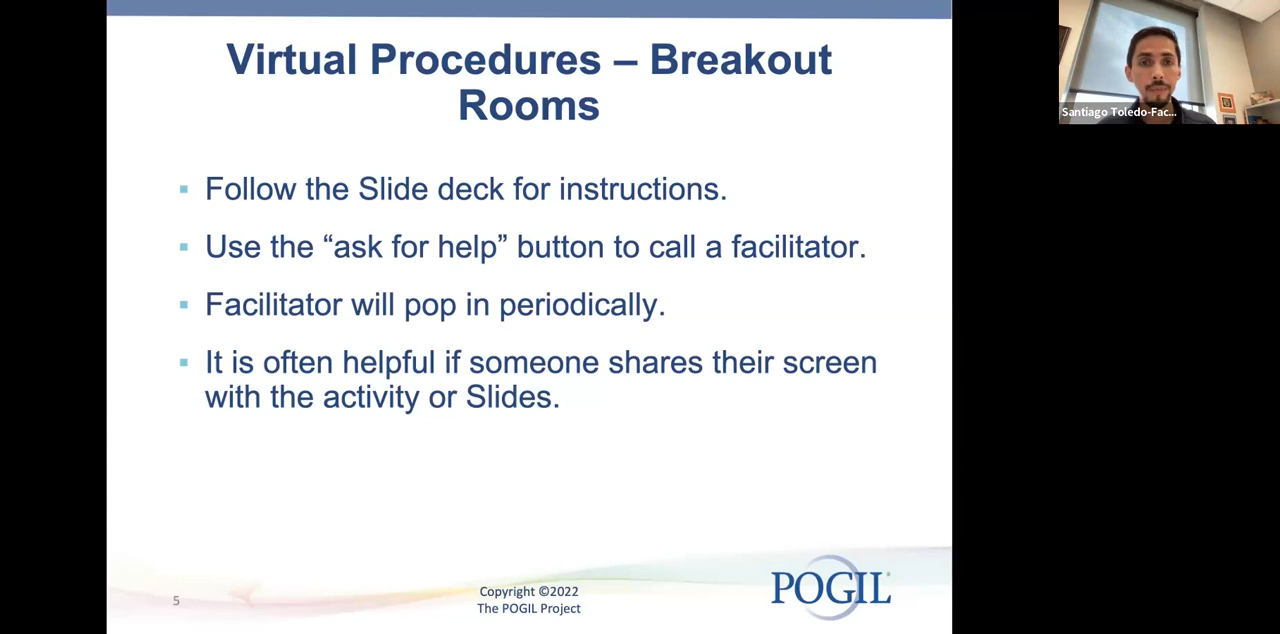 Virtual Procedures – Breakout
Rooms
Santiago Toledo-Fac...
▪ Follow the Slide deck for instructions.
▪ Use the “ask for help” button to call a facilitator.
▪ Facilitator will pop in periodically.
▪ It is often helpful if someone shares their screen
with the activity or Slides.
5
Copyright ©2022
The POGIL Project
POGIL®